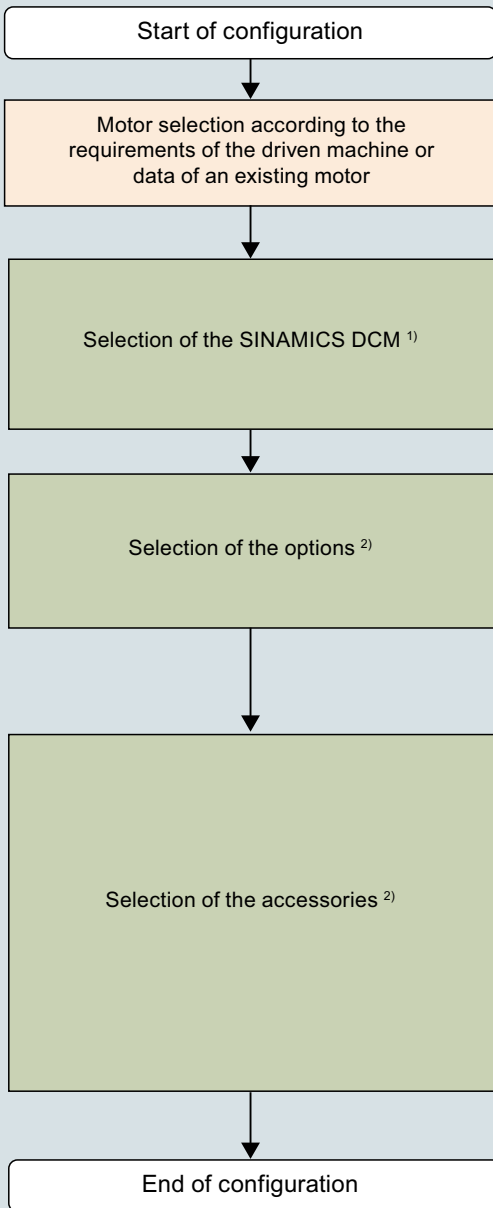 Start of configuration
Motor selection according to the
requirements of the driven machine or
data of an existing motor
Selection of the SINAMICS DCM 1)
Selection of the options 2)
Selection of the accessories 2)
End of configuration